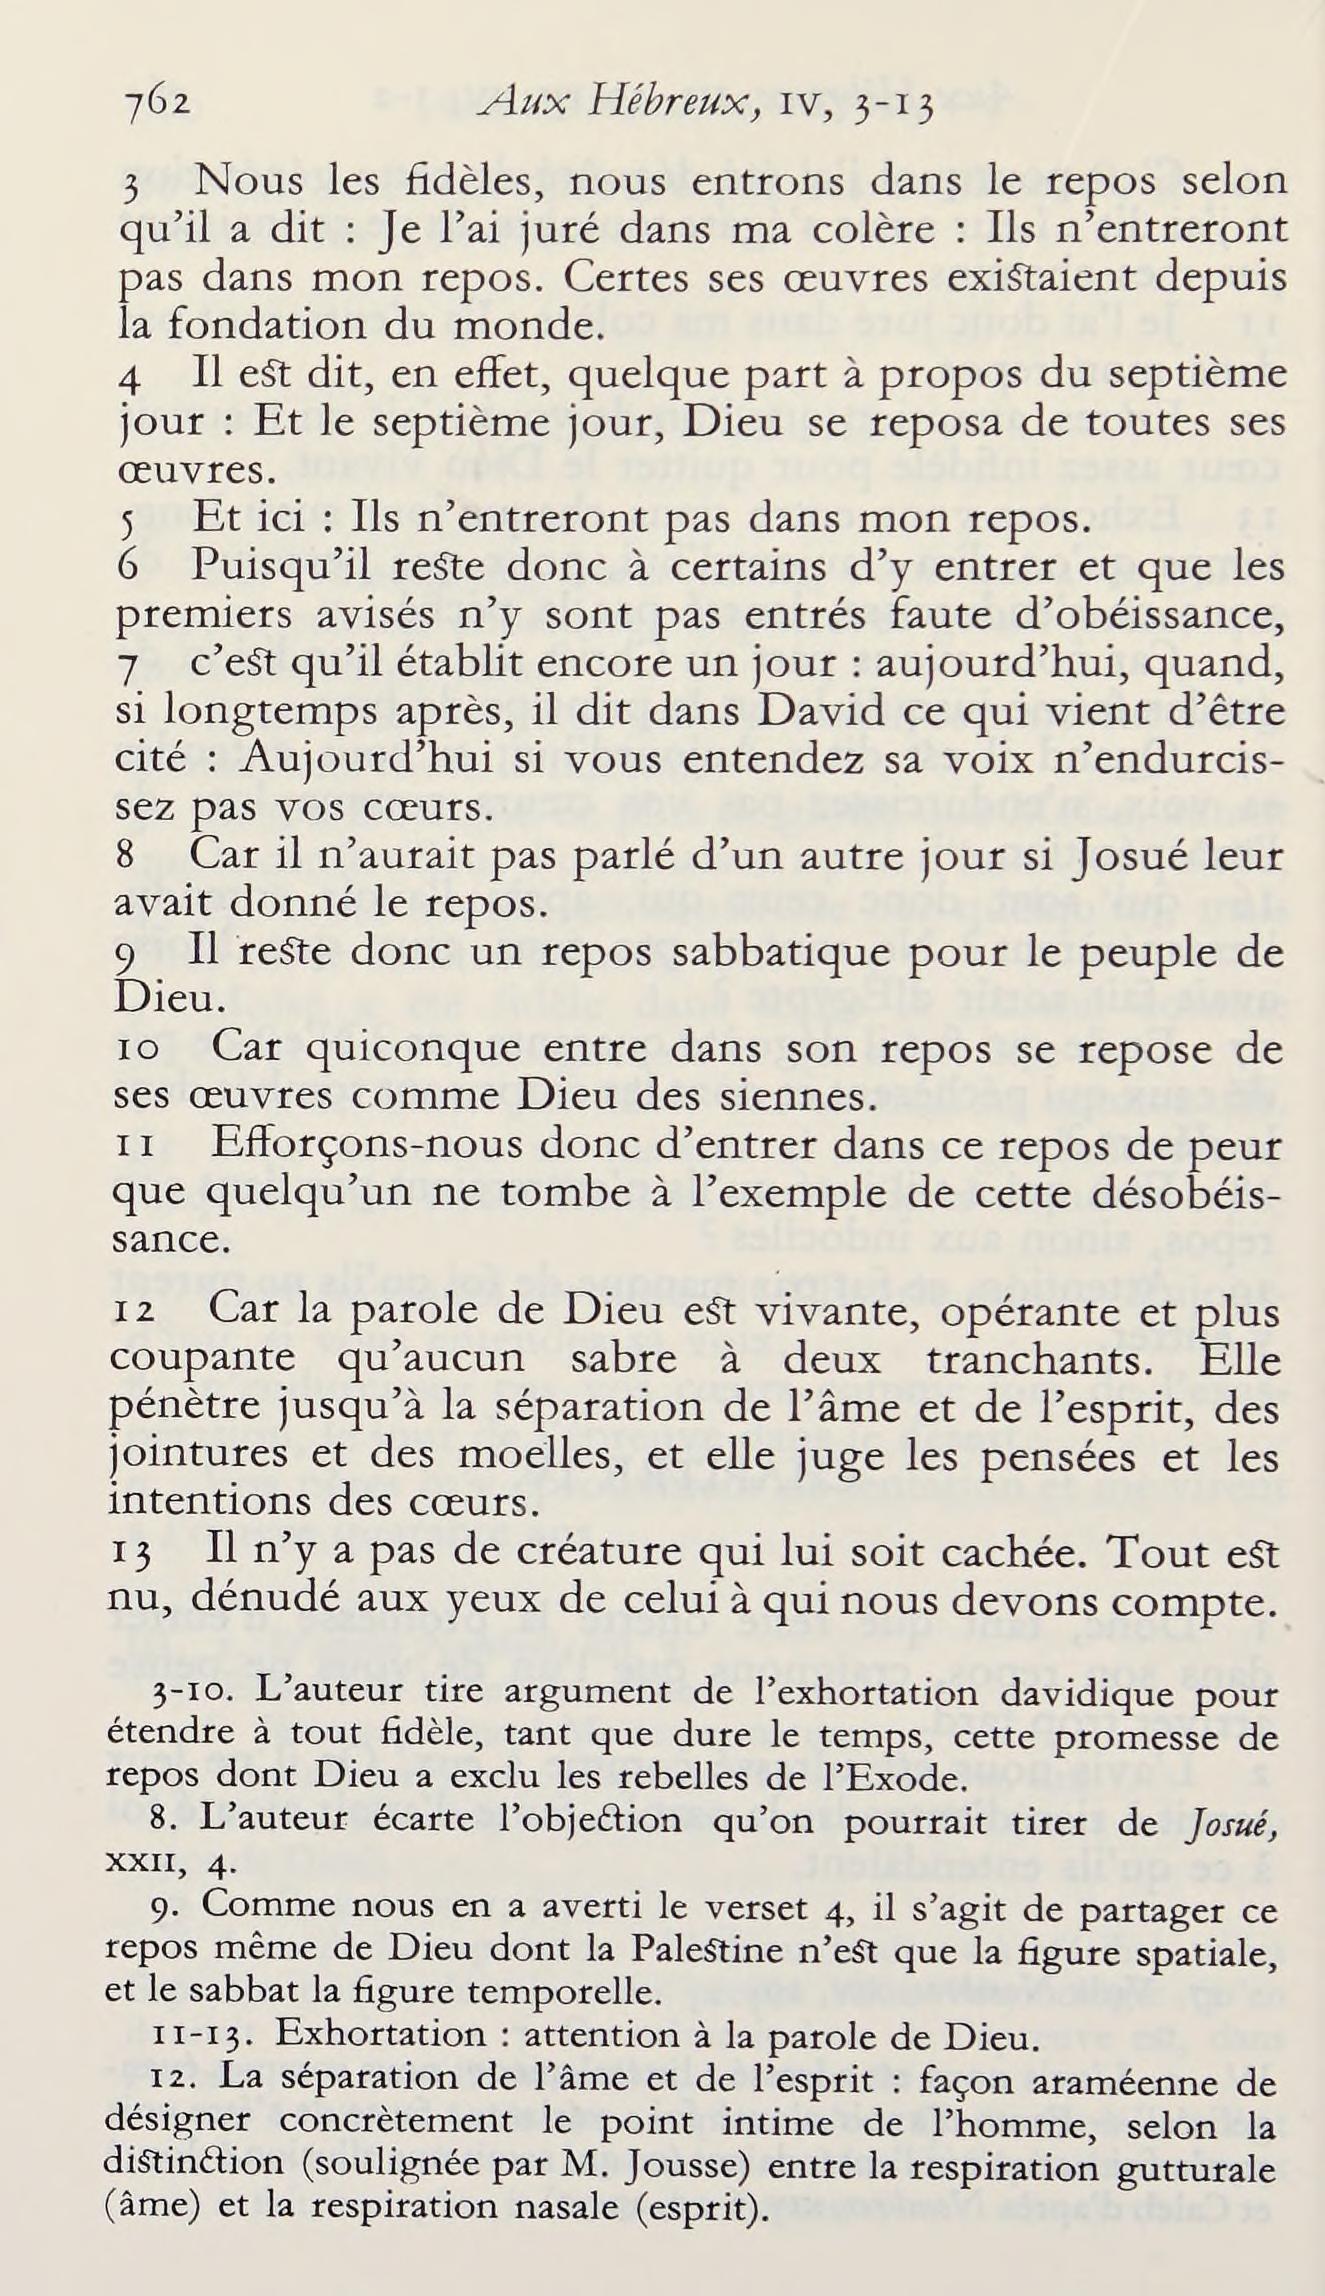 762 Aux Hébreux, IV, 3-13
3 Nous les fidèles, nous entrons dans le repos selon
qu’il a dit : Je l’ai juré dans ma colère : Ils n’entreront
pas dans mon repos. Certes ses œuvres existaient depuis
la fondation du monde.
4 Il est dit, en effet, quelque part à propos du septième
jour : Et le septième jour, Dieu se reposa de toutes ses
œuvres.
5 Et ici : Ils n’entreront pas dans mon repos.
6 Puisqu’il reste donc à certains d’y entrer et que les
premiers avisés n’y sont pas entrés faute d’obéissance,
7 c’est qu’il établit encore un jour : aujourd’hui, quand,
si longtemps après, il dit dans David ce qui vient d’être
cité : Aujourd’hui si vous entendez sa voix n’endurcis-
sez pas vos cœurs.
8 Car il n’aurait pas parlé d’un autre jour si Josué leur
avait donné le repos.
9 Il reste donc un repos sabbatique pour le peuple de
Dieu.
10 Car quiconque entre dans son repos se repose de
ses œuvres comme Dieu des siennes.
11 Efforçons-nous donc d’entrer dans ce repos de peur
que quelqu’un ne tombe à l’exemple de cette désobéis-
sance.
12 Car la parole de Dieu est vivante, opérante et plus
coupante qu’aucun sabre à deux tranchants. Elle
pénètre jusqu’à la séparation de l’âme et de l’esprit, des
jointures et des moelles, et elle juge les pensées et les
intentions des cœurs.
13 Il n’y a pas de créature qui lui soit cachée. Tout est
nu, dénudé aux yeux de celui à qui nous devons compte.
3-10. L’auteur tire argument de l’exhortation davidique pour
étendre à tout fidèle, tant que dure le temps, cette promesse de
repos dont Dieu a exclu les rebelles de l’Exode.
8. L’auteur écarte l’objection qu’on pourrait tirer de Josué,
XXII, 4.
9. Comme nous en a averti le verset 4, il s’agit de partager ce
repos même de Dieu dont la Palestine n’est que la figure spatiale,
et le sabbat la figure temporelle.
11-13. Exhortation : attention à la parole de Dieu.
12. La séparation de l’âme et de l’esprit : façon araméenne de
désigner concrètement le point intime de l’homme, selon la
distinction (soulignée par M. Jousse) entre la respiration gutturale
(âme) et la respiration nasale (esprit).